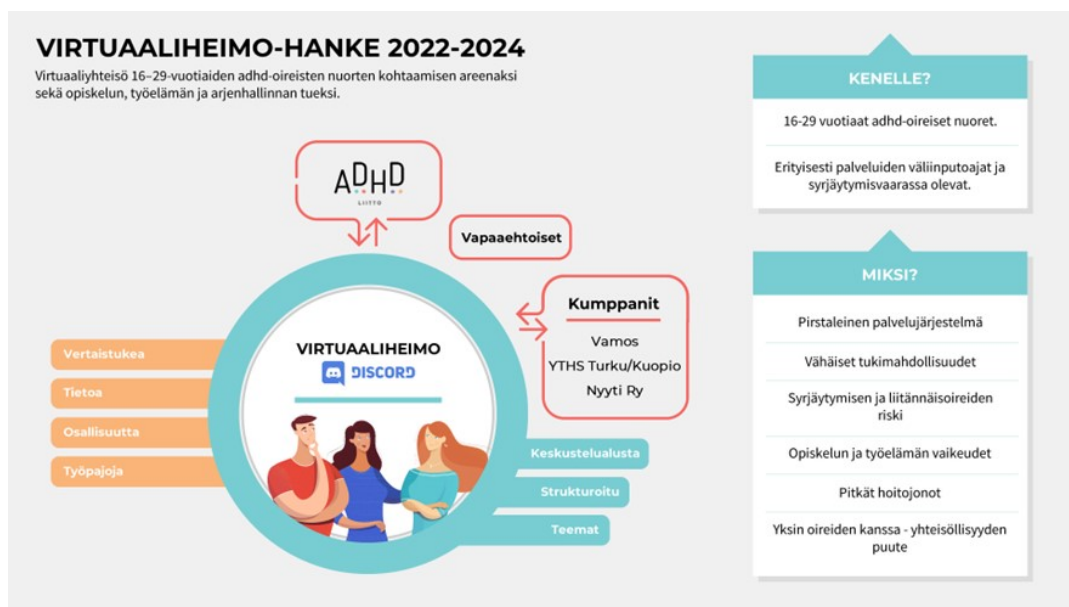 VIRTUAALIHEIMO-HANKE 2022-2024
Virtuaaliyhteisö 16–29-vuotiaiden adhd-oireisten nuorten kohtaamisen areenaksi
sekä opiskelun, työelämän ja arjenhallinnan tueksi.
ADHD
LIITTO
Vapaaehtoiset
Kumppanit
Vamos
YTHS Turku/Kuopio
Nyyti Ry
VIRTUAALIHEIMO
DISCORD
Vertaistukea
Tietoa
Osallisuutta
Työpajoja
Keskustelualusta
Strukturoitu
Teemat
KENELLE?
16-29 vuotiaat adhd-oireiset nuoret.
Erityisesti palveluiden väliinputoajat ja
syrjäytymisvaarassa olevat.
MIKSI?
Pirstaleinen palvelujärjestelmä
Vähäiset tukimahdollisuudet
Syrjäytymisen ja liitännäisoireiden
riski
Opiskelun ja työelämän vaikeudet
Pitkät hoitojonot
Yksin oireiden kanssa - yhteisöllisyyden
puute